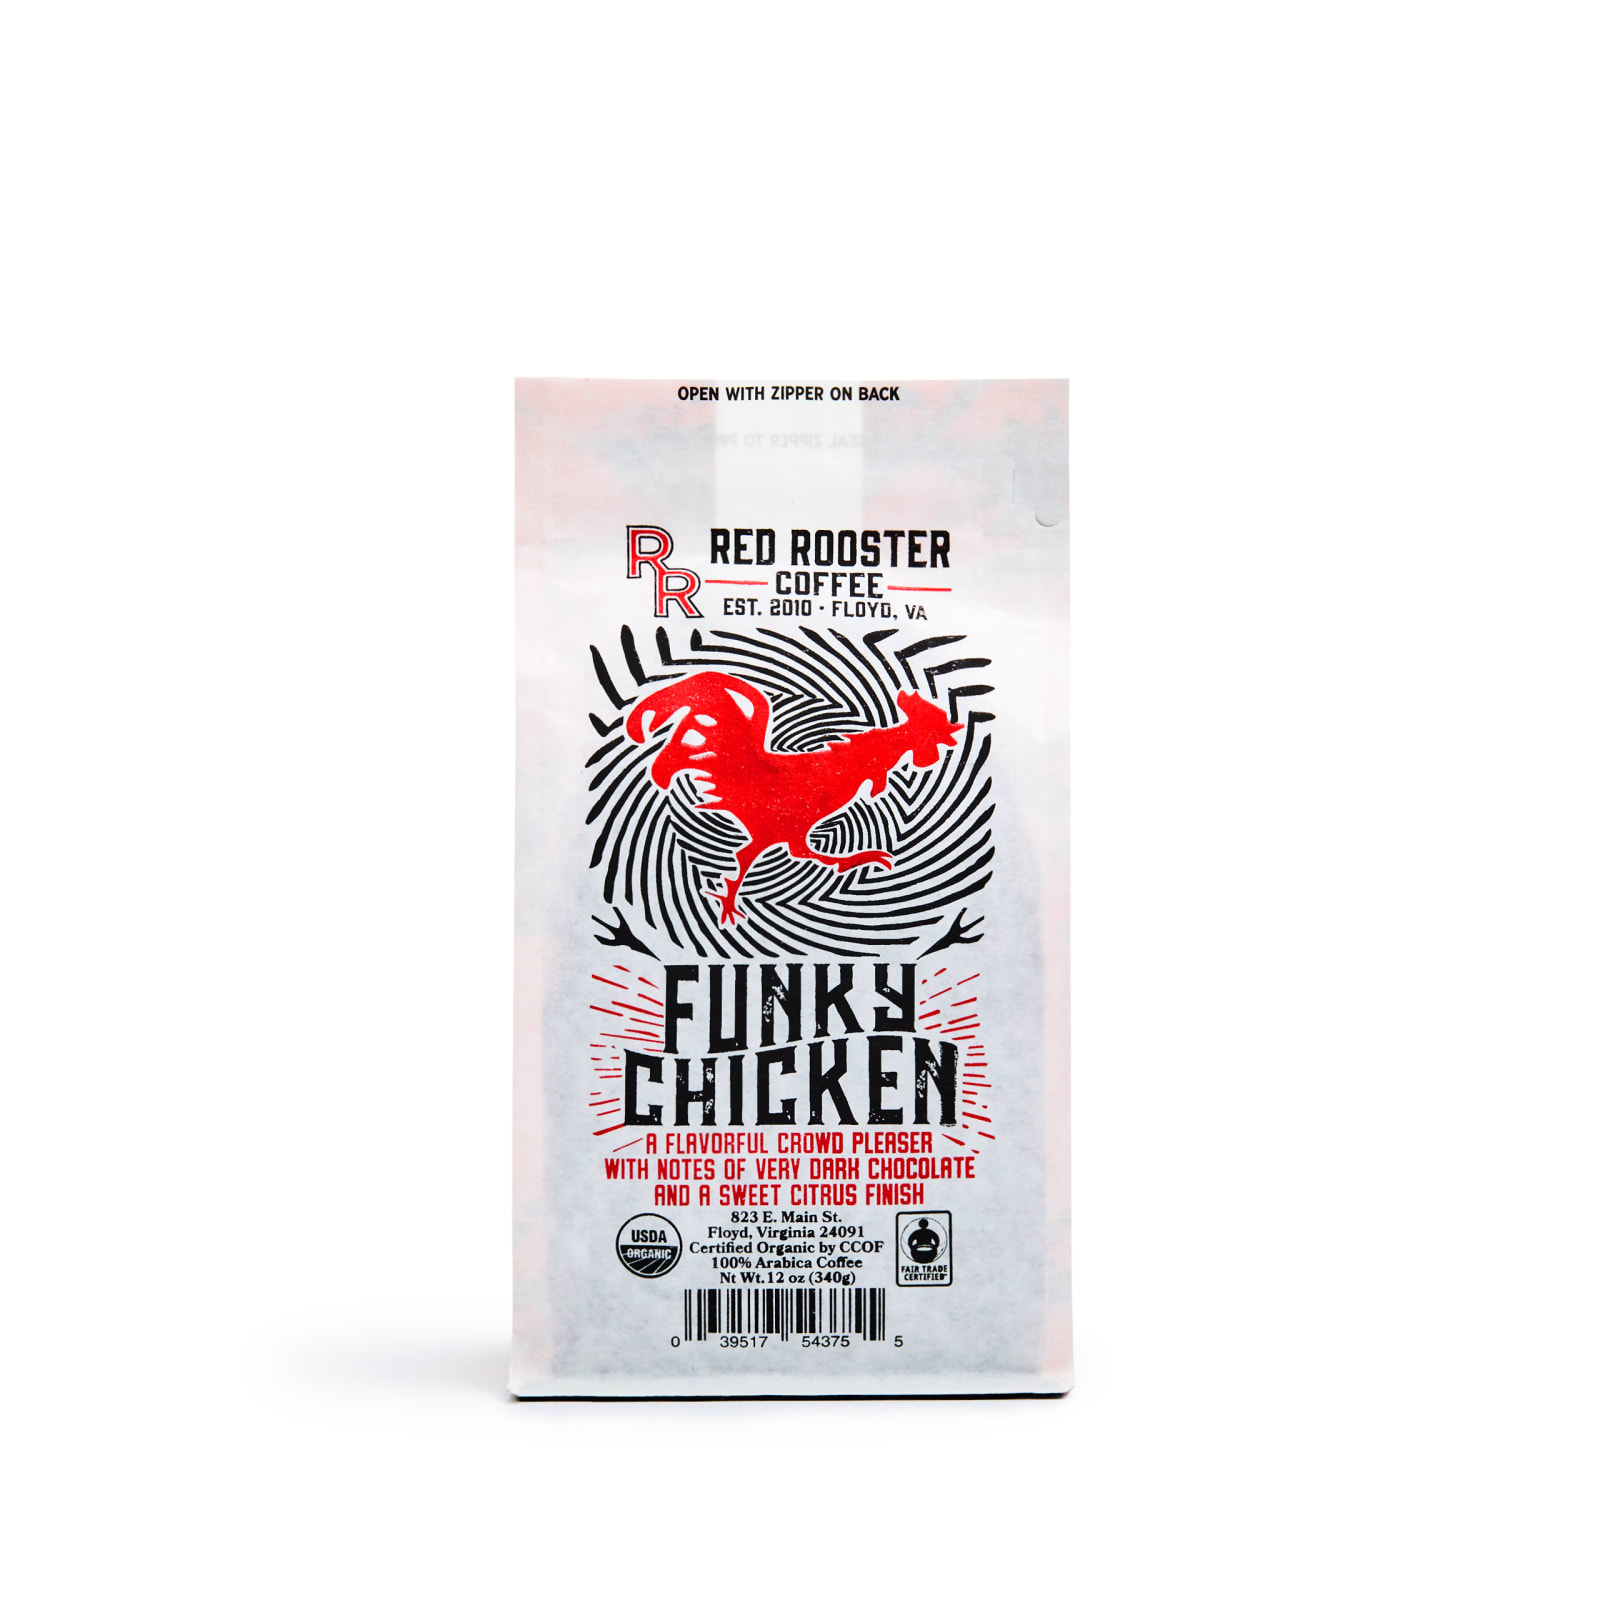 OPEN WITH ZIPPER ON BACK
RR
RED ROOSTER
COFFEE
EST. 2010 · FLOYD, VA
FUNKY
CHICKEN
A FLAVORFUL CROWD PLEASER
WITH NOTES OF VERY DARK CHOCOLATE
AND A SWEET CITRUS FINISH
USDA
ORGANIC
823 E. Main St.
Floyd, Virginia 24091
Certified Organic by CCOF
100% Arabica Coffee
Nt Wt. 12 oz (340g)
FAIR TRADE
CERTIFIED™
0 39517 54375 5